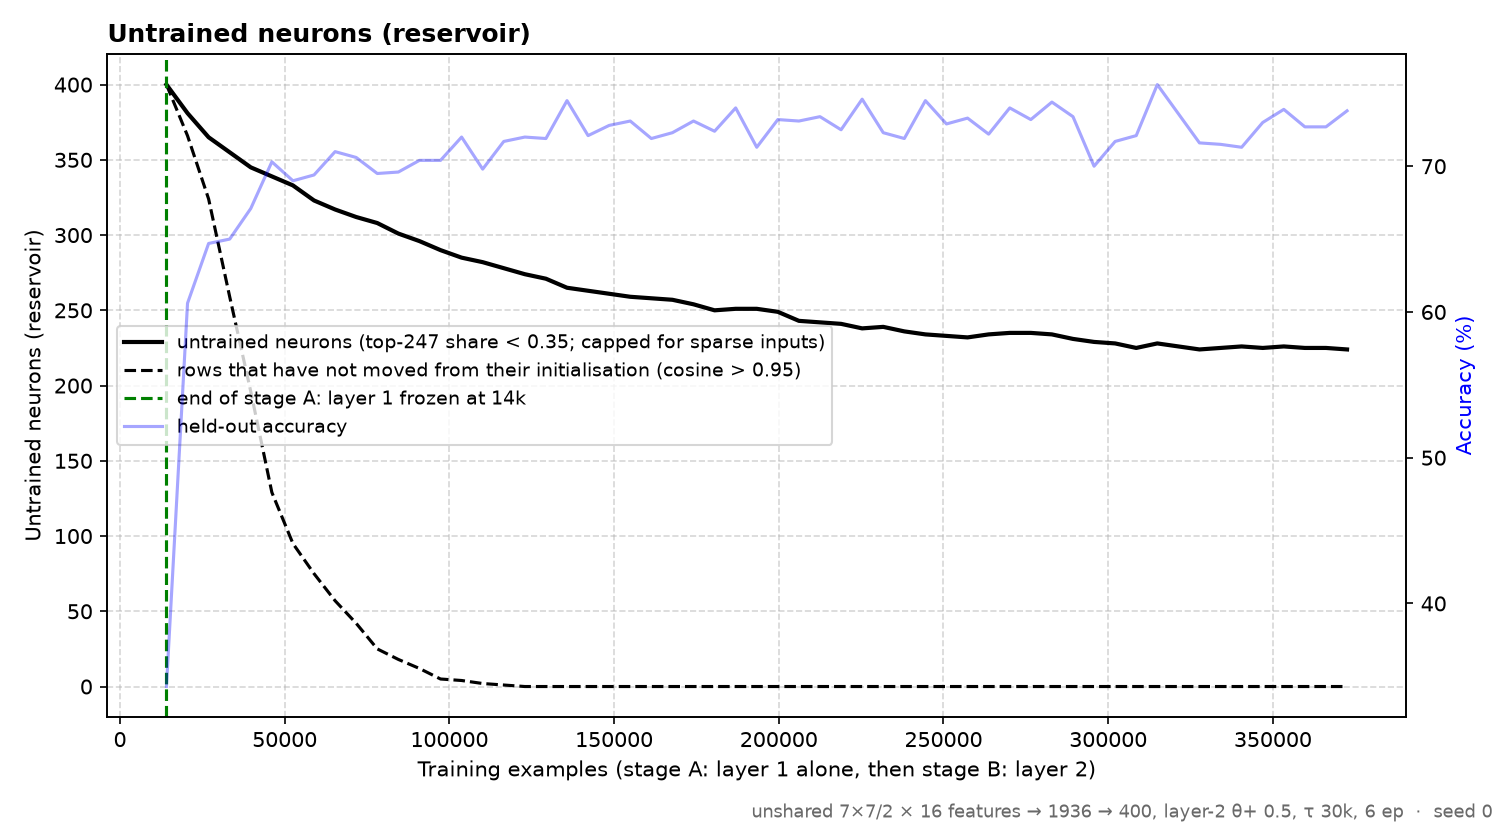 Untrained neurons (reservoir)
400
350
300
250
200
150
100
50
0
Untrained neurons (reservoir)
untrained neurons (top-247 share < 0.35; capped for sparse inputs)
rows that have not moved from their initialisation (cosine > 0.95)
end of stage A: layer 1 frozen at 14k
held-out accuracy
70
60
50
40
Accuracy (%)
0 50000 100000 150000 200000 250000 300000 350000
Training examples (stage A: layer 1 alone, then stage B: layer 2)
unshared 7×7/2 × 16 features → 1936 → 400, layer-2 θ+ 0.5, τ 30k, 6 ep · seed 0